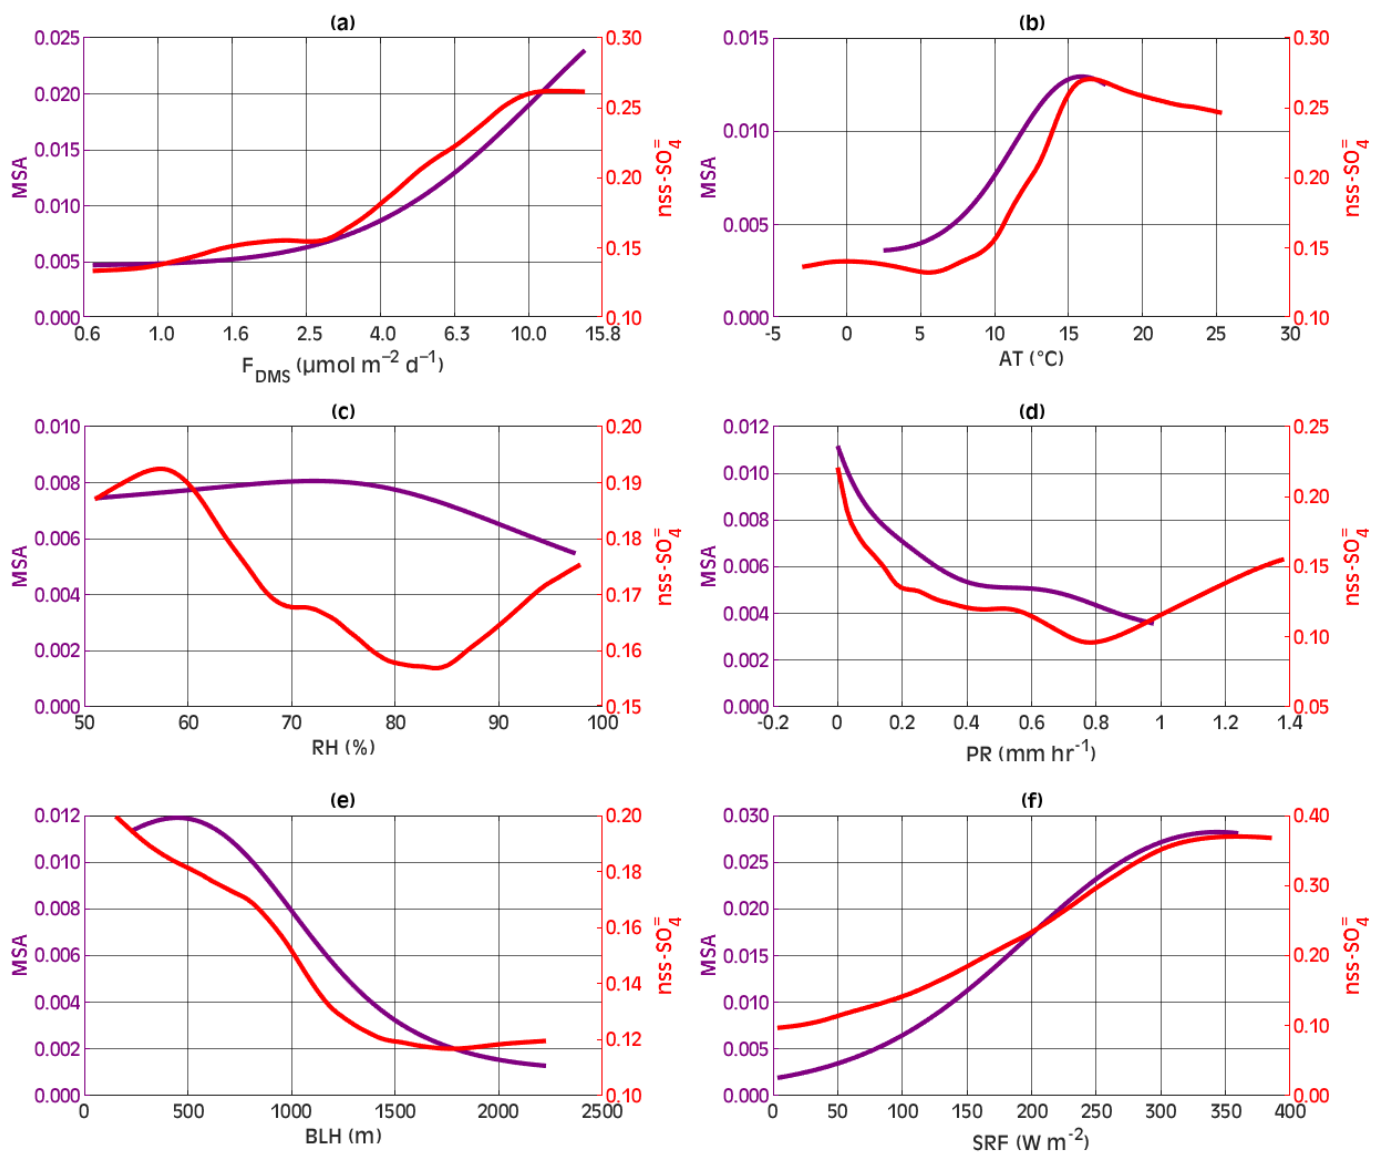 (a)
0.025
0.020
0.015
0.010
0.005
0.000
MSA
0.30
0.25
0.20
0.15
0.10
nss-SO₄⁼
0.6 1.0 1.6 2.5 4.0 6.3 10.0 15.8
F_DMS (µmol m⁻² d⁻¹)
(b)
0.015
0.010
0.005
0.000
MSA
0.30
0.25
0.20
0.15
0.10
nss-SO₄⁼
-5 0 5 10 15 20 25 30
AT (°C)
(c)
0.010
0.008
0.006
0.004
0.002
0.000
MSA
0.20
0.19
0.18
0.17
0.16
0.15
nss-SO₄⁼
50 60 70 80 90 100
RH (%)
(d)
0.012
0.010
0.008
0.006
0.004
0.002
0.000
MSA
0.25
0.20
0.15
0.10
0.05
nss-SO₄⁼
-0.2 0 0.2 0.4 0.6 0.8 1 1.2 1.4
PR (mm hr⁻¹)
(e)
0.012
0.010
0.008
0.006
0.004
0.002
0.000
MSA
0.20
0.18
0.16
0.14
0.12
0.10
nss-SO₄⁼
0 500 1000 1500 2000 2500
BLH (m)
(f)
0.030
0.025
0.020
0.015
0.010
0.005
0.000
MSA
0.40
0.30
0.20
0.10
0.00
nss-SO₄⁼
0 50 100 150 200 250 300 350 400
SRF (W m⁻²)